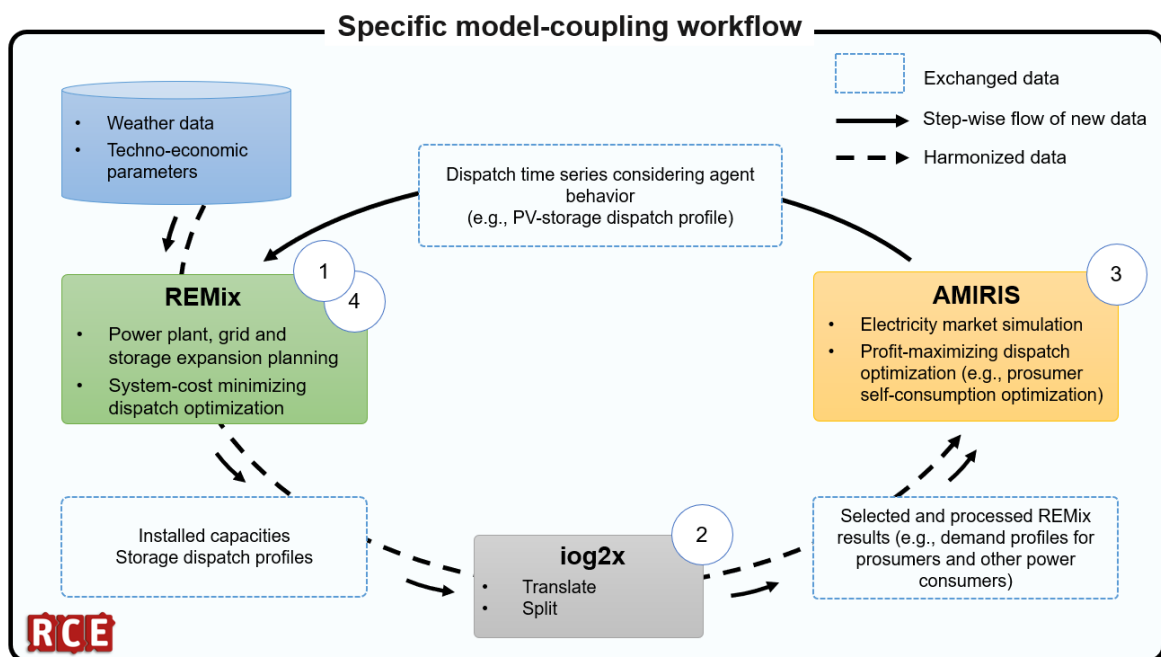 Specific model-coupling workflow
• Weather data
• Techno-economic
parameters
Exchanged data
Step-wise flow of new data
Harmonized data
Dispatch time series considering agent
behavior
(e.g., PV-storage dispatch profile)
1
4
REMix
• Power plant, grid and
storage expansion planning
• System-cost minimizing
dispatch optimization
3
AMIRIS
• Electricity market simulation
• Profit-maximizing dispatch
optimization (e.g., prosumer
self-consumption optimization)
Installed capacities
Storage dispatch profiles
2
iog2x
• Translate
• Split
Selected and processed REMix
results (e.g., demand profiles for
prosumers and other power
consumers)
RCE